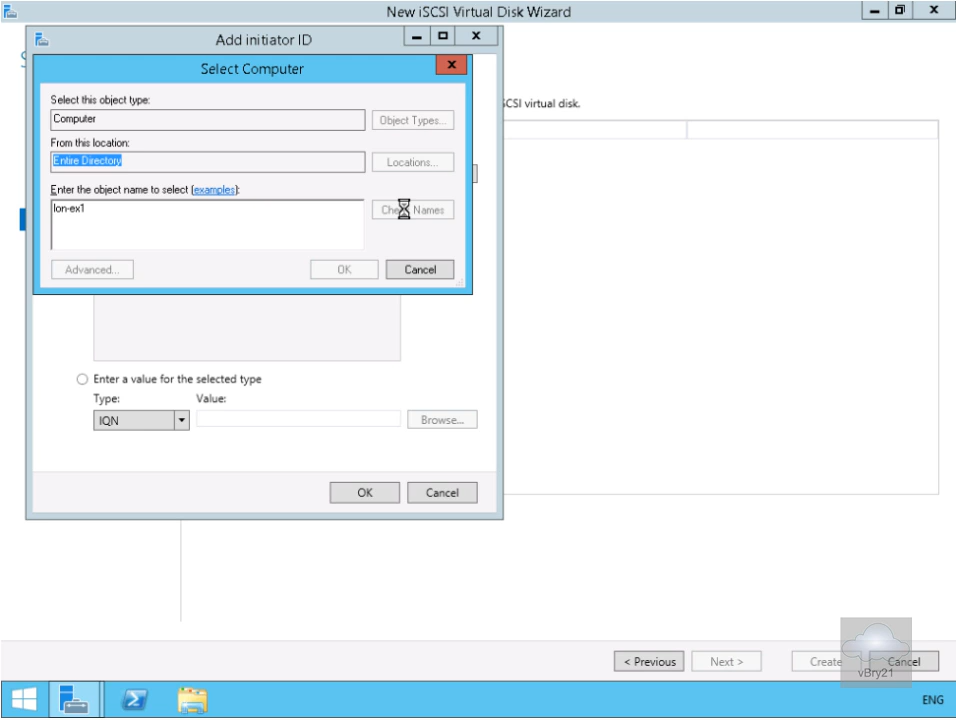 New iSCSI Virtual Disk Wizard
Add initiator ID
Select Computer
Select this object type:
Computer
Object Types...
From this location:
Entire Directory
Locations...
Enter the object name to select (examples):
lon-ex1
Names
Advanced...
OK
Cancel
CSI virtual disk.
Enter a value for the selected type
Type:
Value:
IQN
Browse...
OK
Cancel
< Previous
Next >
Create
Cancel
vBry21
ENG